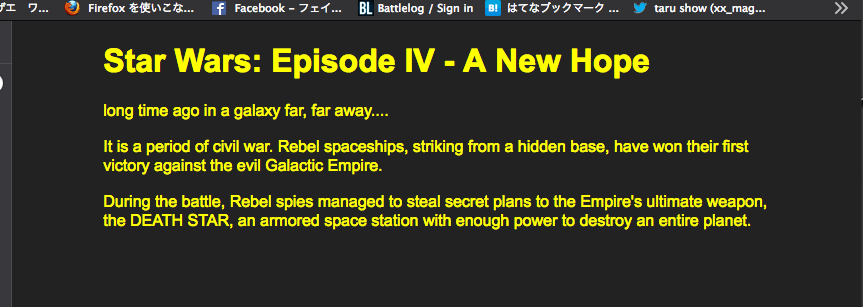 ザエ ワ... Firefox を使いこな... Facebook – フェイ... BL Battlelog / Sign in B! はてなブックマーク ... taru show (xx_mag...
Star Wars: Episode IV - A New Hope
long time ago in a galaxy far, far away....
It is a period of civil war. Rebel spaceships, striking from a hidden base, have won their first
victory against the evil Galactic Empire.
During the battle, Rebel spies managed to steal secret plans to the Empire's ultimate weapon,
the DEATH STAR, an armored space station with enough power to destroy an entire planet.